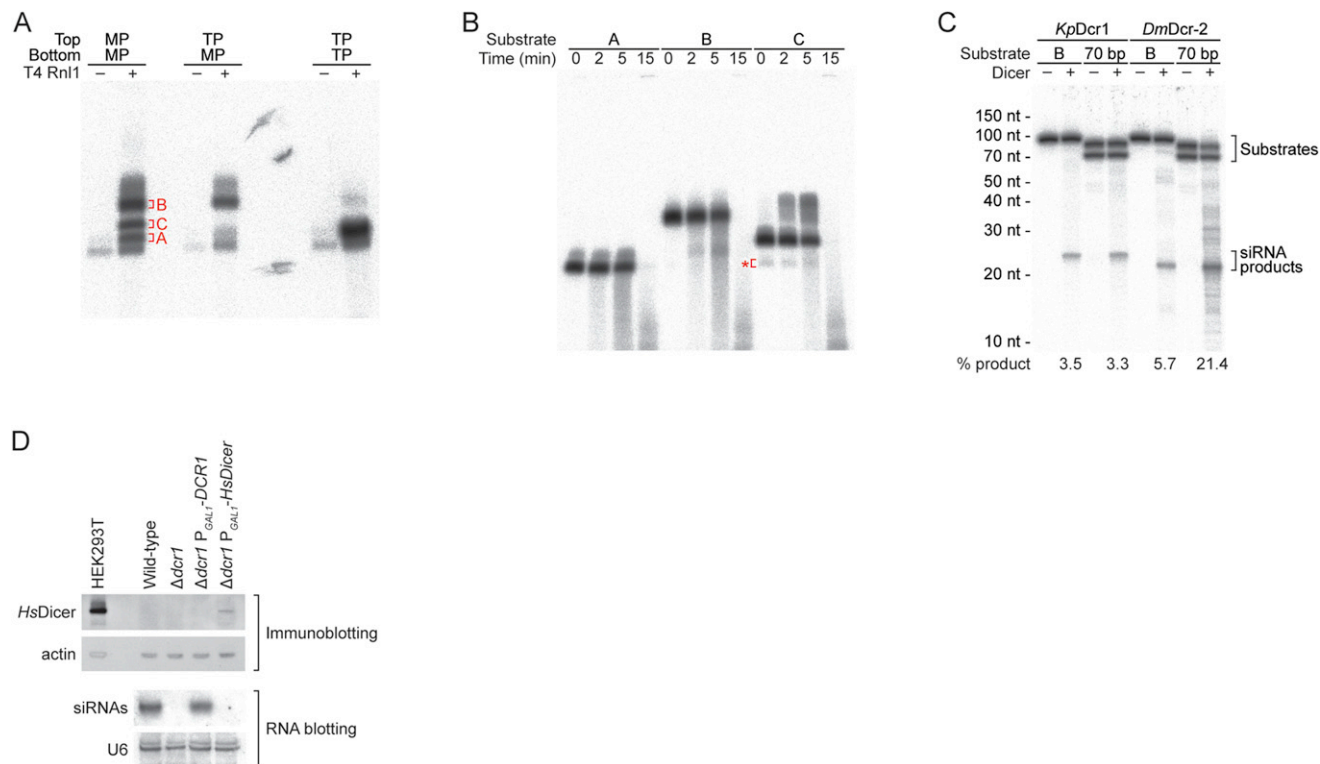 A
Top MP TP TP
Bottom MP MP TP
T4 Rnl1 – + – + – +
B
C
A
B
Substrate A B C
Time (min) 0 2 5 15 0 2 5 15 0 2 5 15
*
C
KpDcr1 DmDcr-2
Substrate B 70 bp B 70 bp
Dicer – + – + – + – +
150 nt -
100 nt -
70 nt -
50 nt -
40 nt -
30 nt -
20 nt -
10 nt -
Substrates
siRNA
products
% product 3.5 3.3 5.7 21.4
D
HEK293T
Wild-type
Δdcr1
Δdcr1 PGAL1-DCR1
Δdcr1 PGAL1-HsDicer
HsDicer
actin
Immunoblotting
siRNAs
U6
RNA blotting